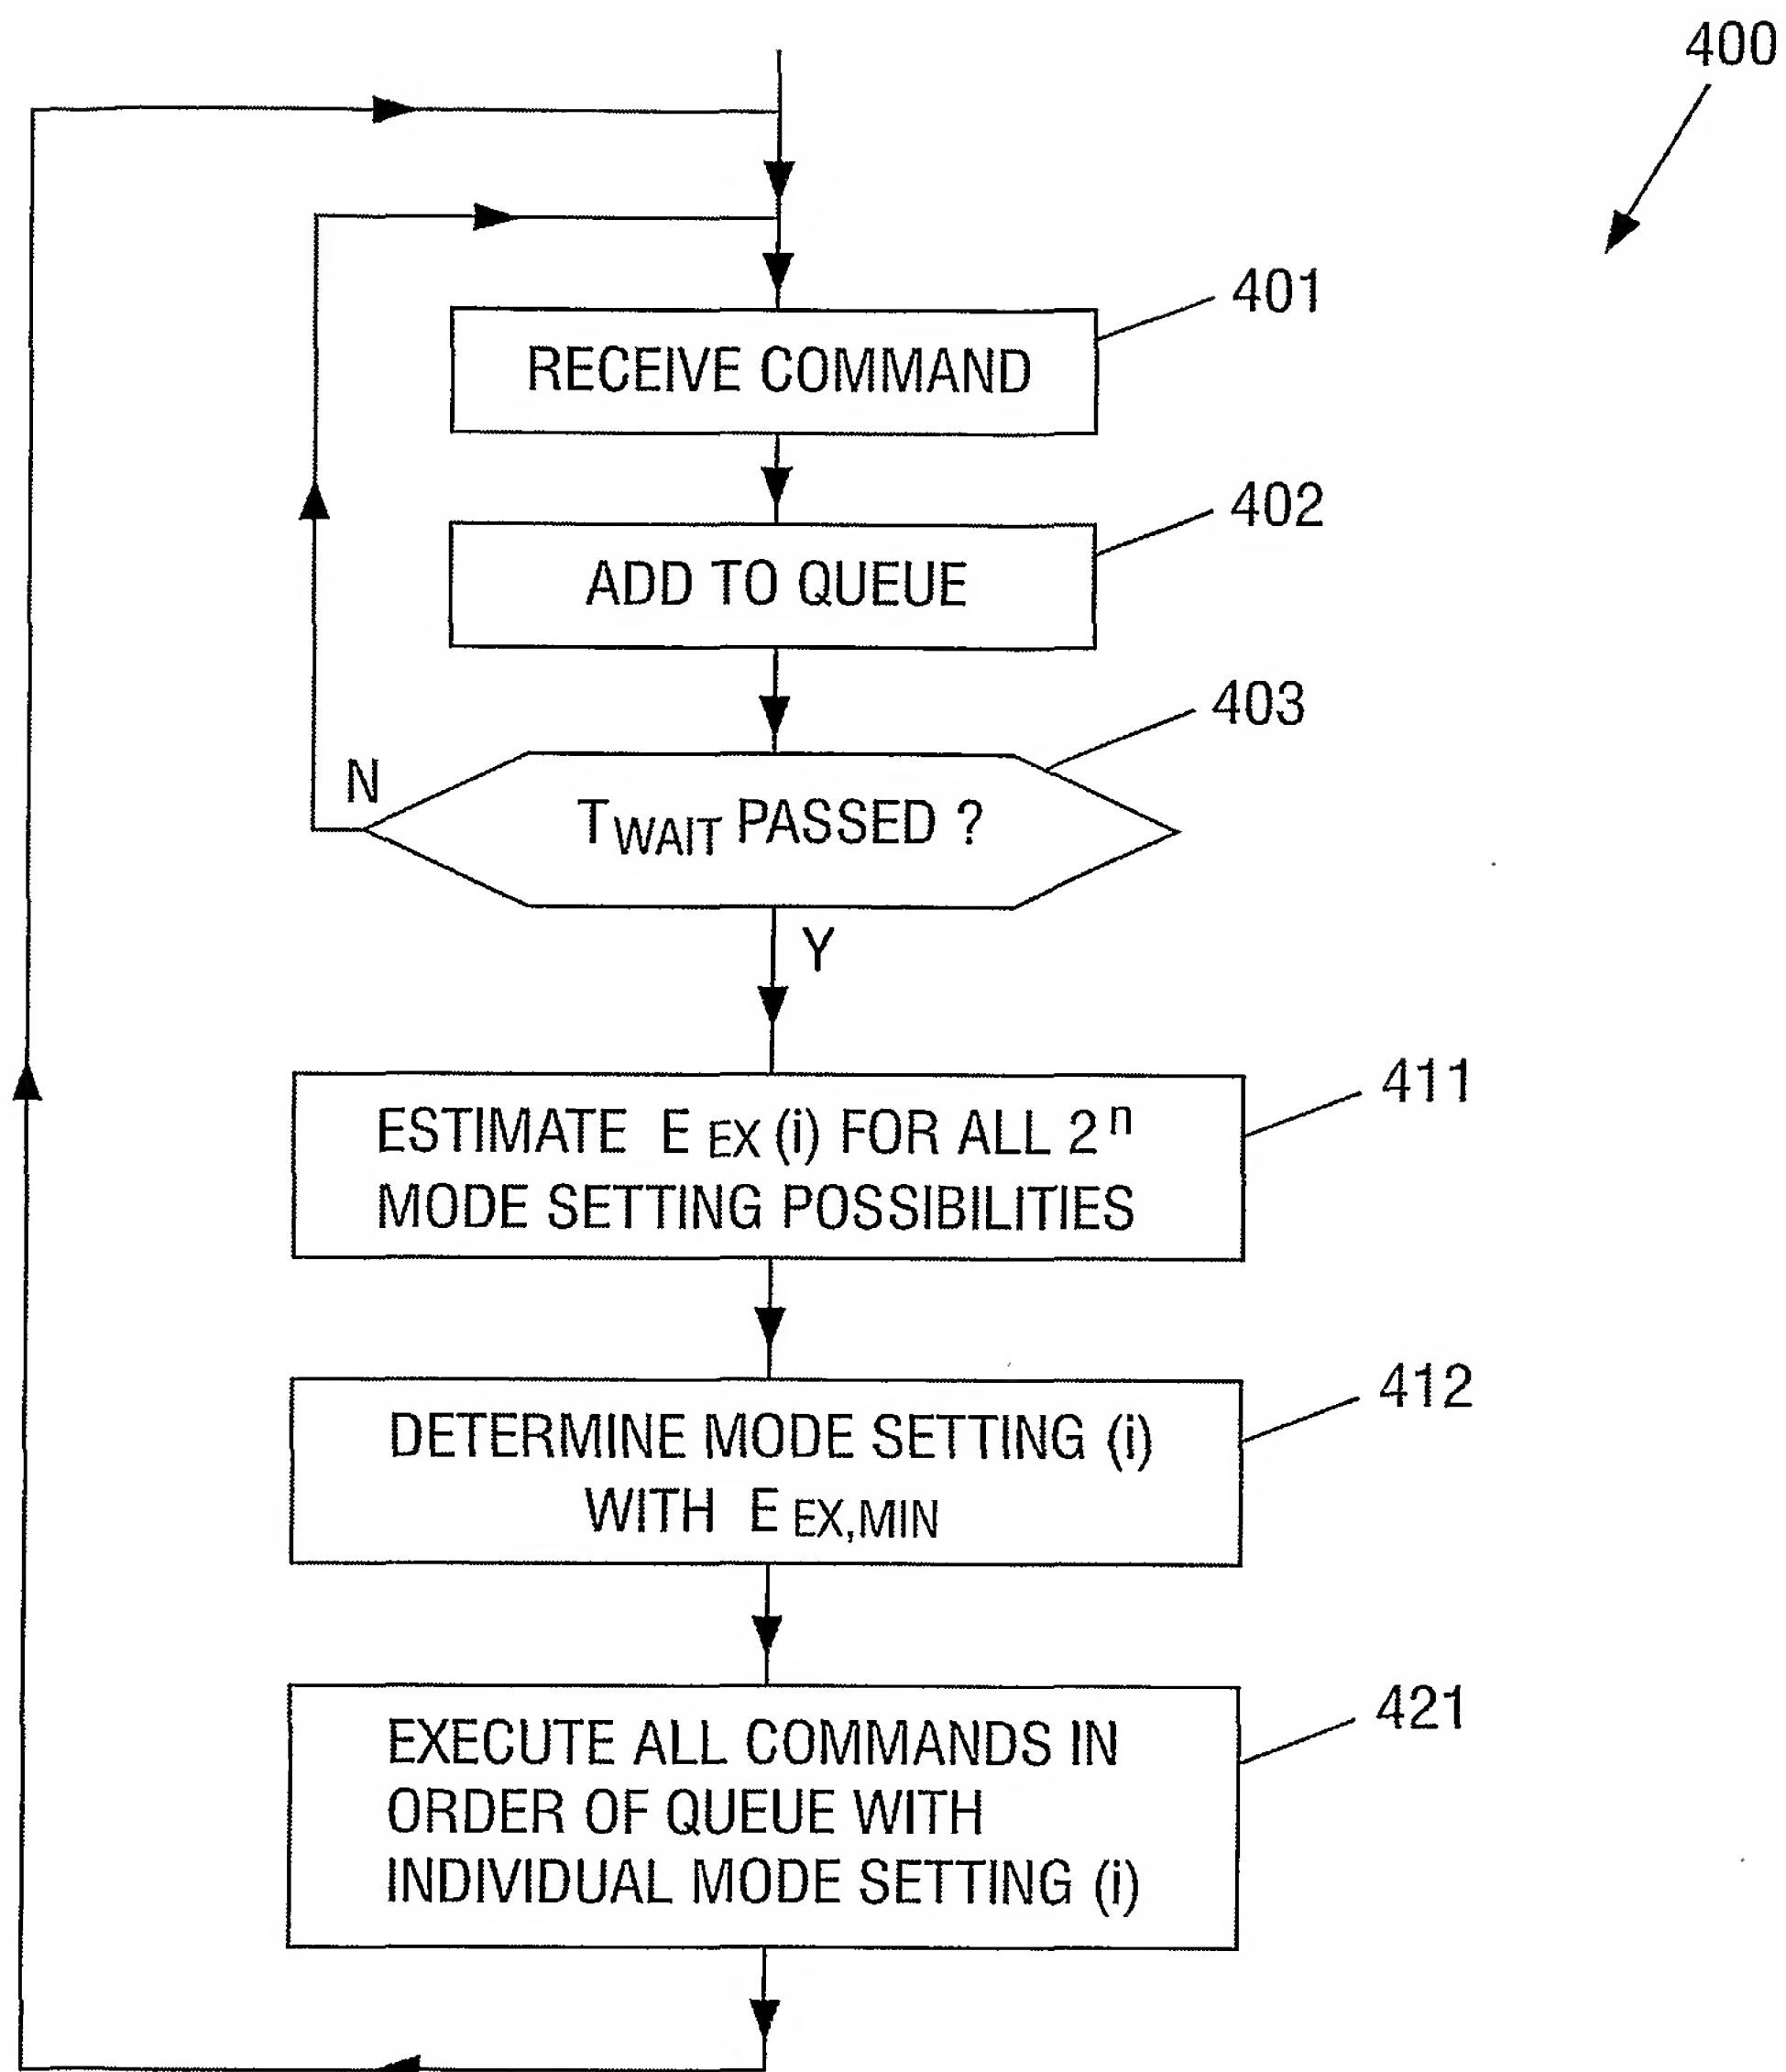 400
401
RECEIVE COMMAND
402
ADD TO QUEUE
403
N
TWAIT PASSED ?
Y
411
ESTIMATE E EX (i) FOR ALL 2 n
MODE SETTING POSSIBILITIES
412
DETERMINE MODE SETTING (i)
WITH E EX,MIN
421
EXECUTE ALL COMMANDS IN
ORDER OF QUEUE WITH
INDIVIDUAL MODE SETTING (i)